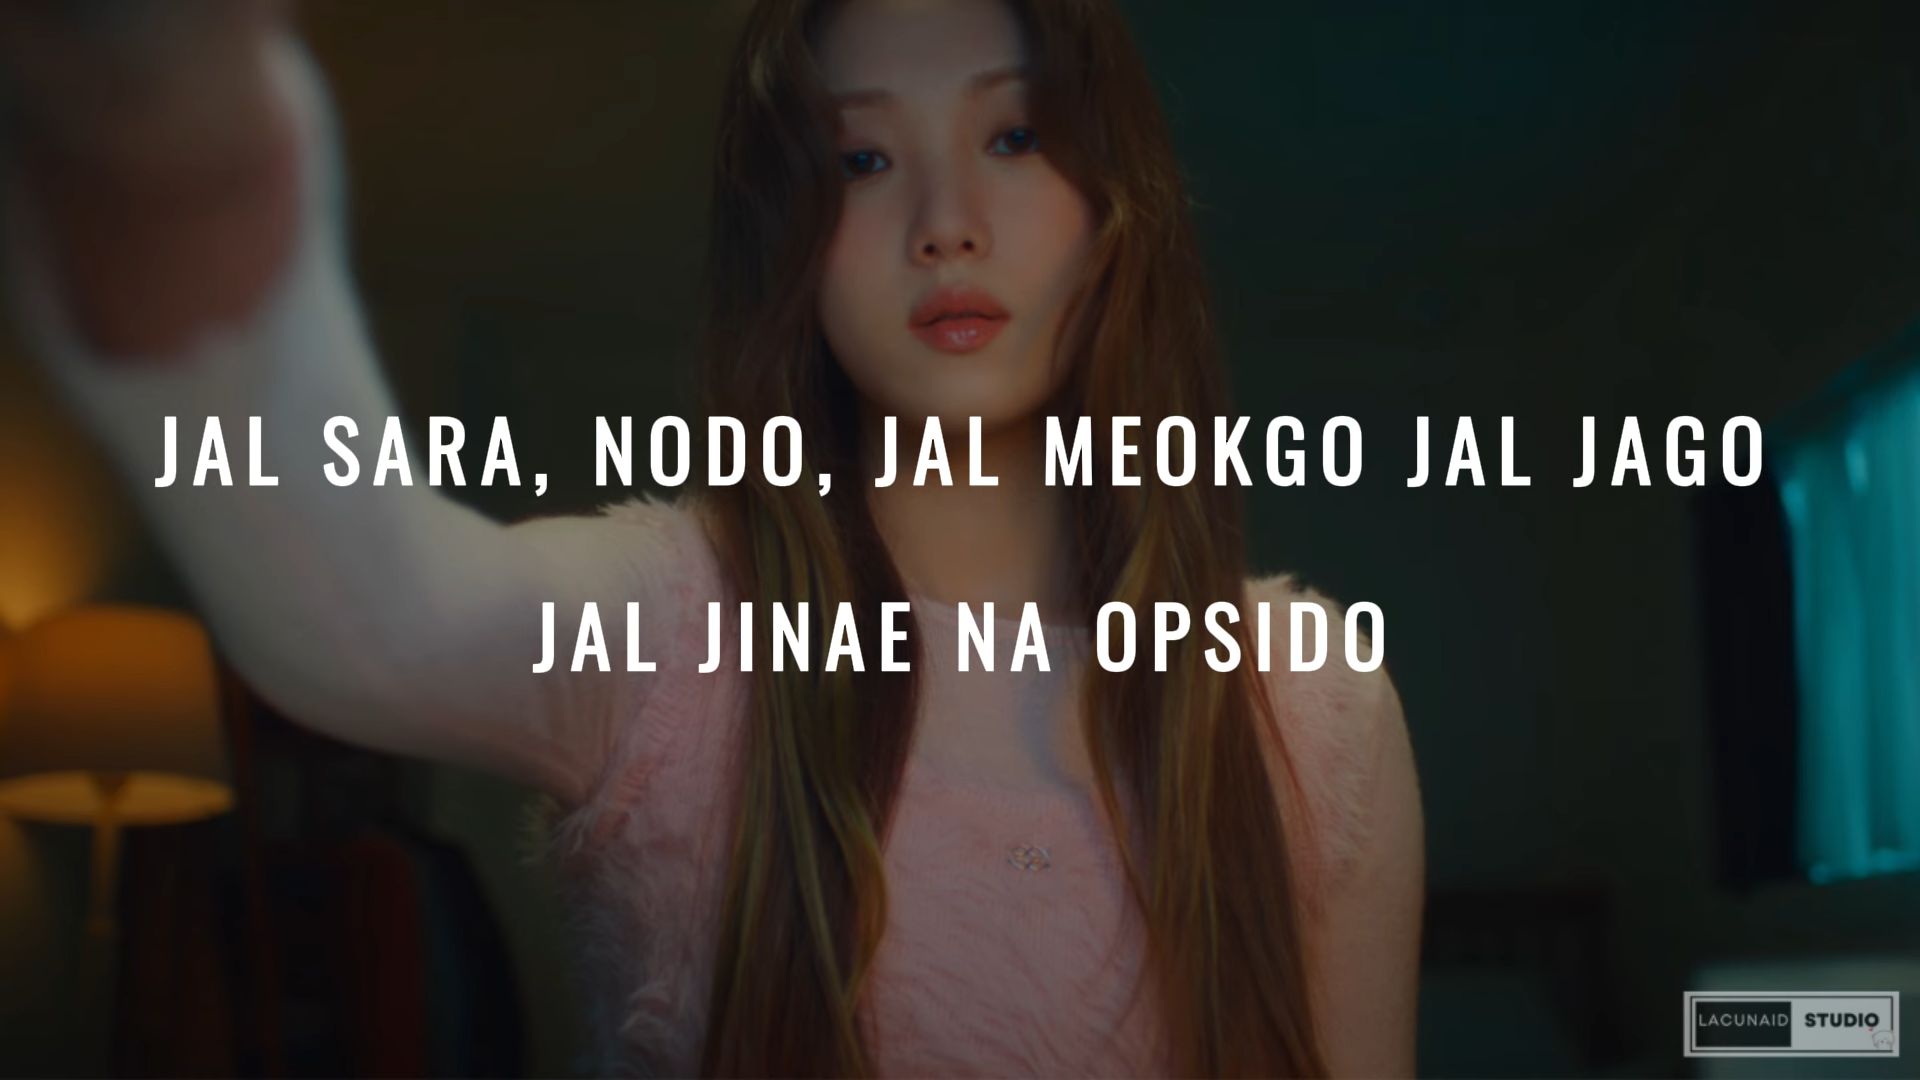 JAL SARA, NODO, JAL MEOKGO JAL JAGO
JAL JINAE NA OPSIDO
LACUNAID STUDIO